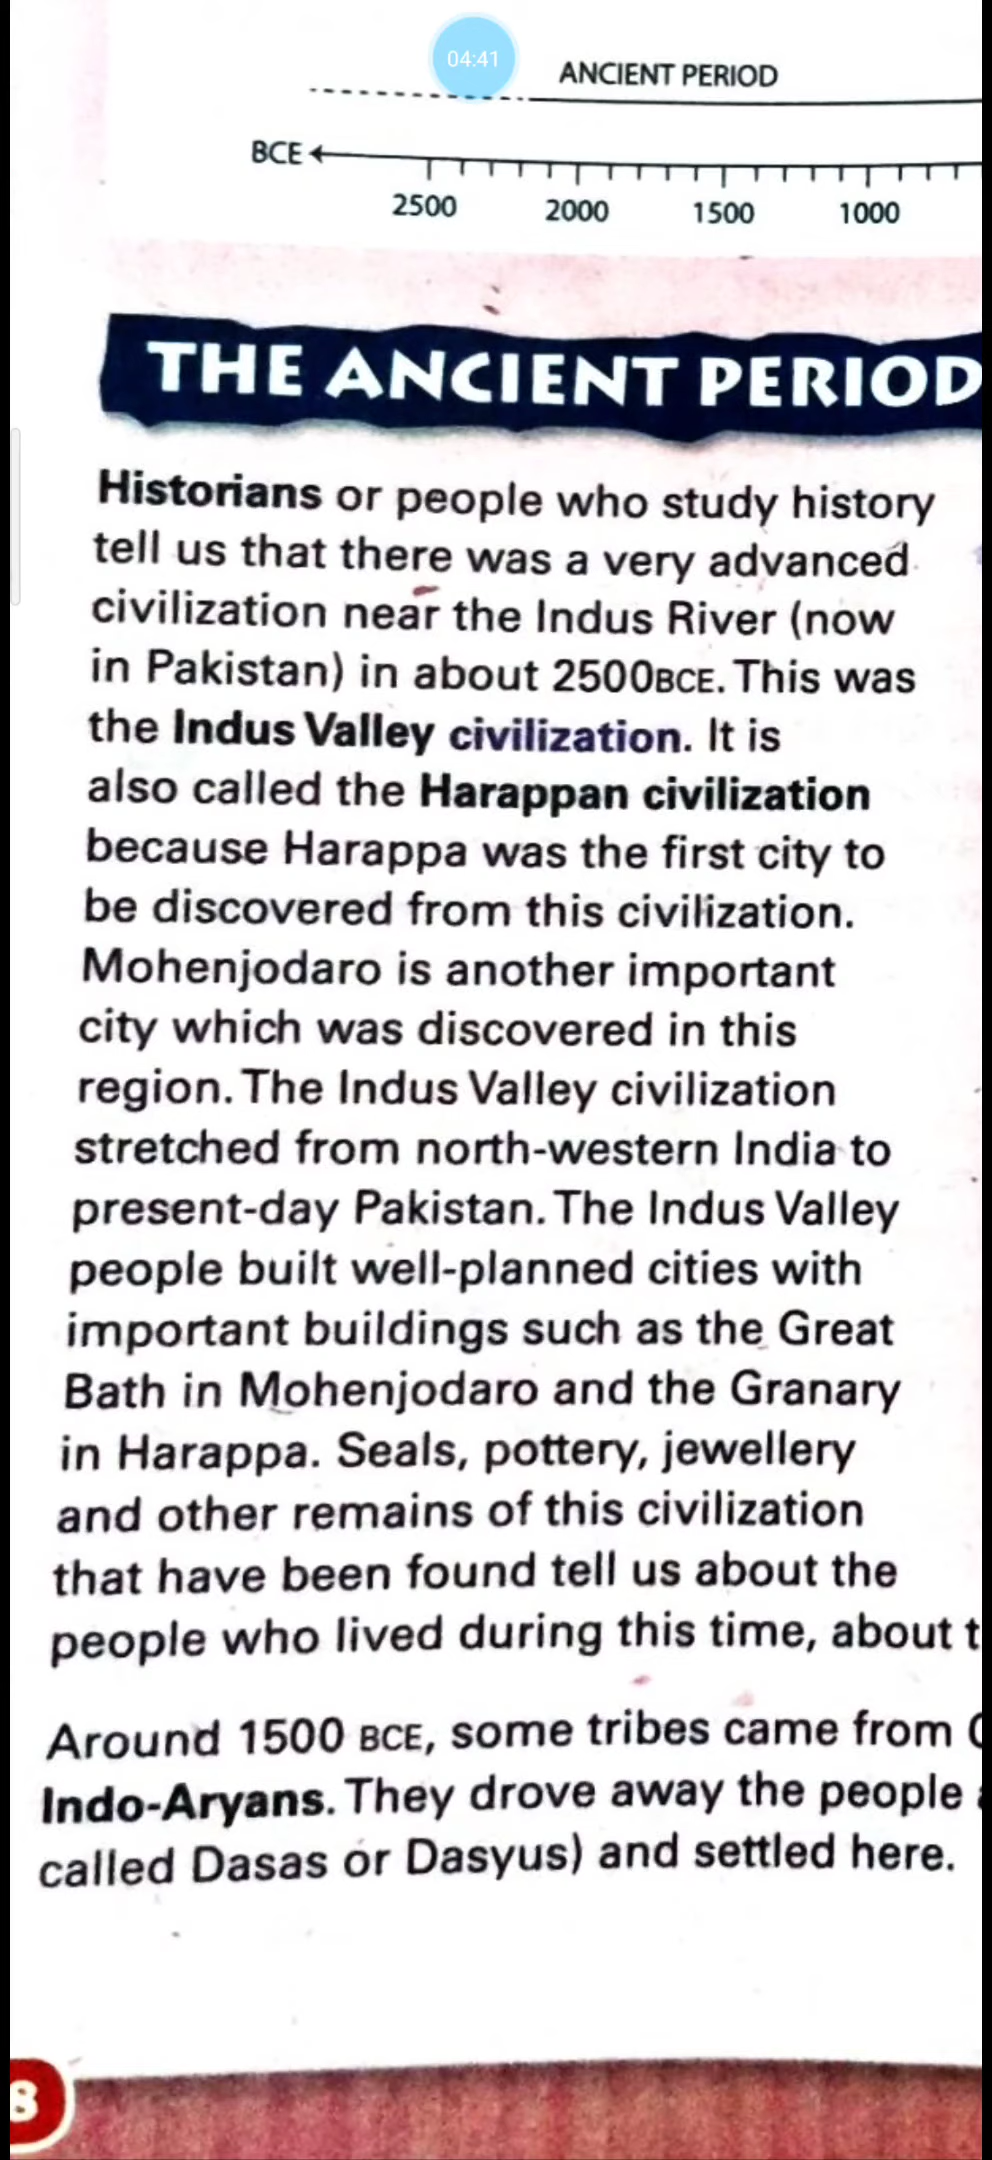 04:41
ANCIENT PERIOD
BCE
2500 2000 1500 1000
THE ANCIENT PERIOD
Historians or people who study history
tell us that there was a very advanced
civilization near the Indus River (now
in Pakistan) in about 2500BCE. This was
the Indus Valley civilization. It is
also called the Harappan civilization
because Harappa was the first city to
be discovered from this civilization.
Mohenjodaro is another important
city which was discovered in this
region. The Indus Valley civilization
stretched from north-western India to
present-day Pakistan. The Indus Valley
people built well-planned cities with
important buildings such as the Great
Bath in Mohenjodaro and the Granary
in Harappa. Seals, pottery, jewellery
and other remains of this civilization
that have been found tell us about the
people who lived during this time, about
Around 1500 BCE, some tribes came from
Indo-Aryans. They drove away the people
called Dasas or Dasyus) and settled here.
8